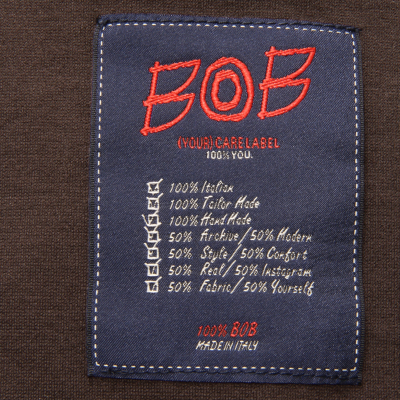 BOB
(YOUR) CARE LABEL
100% YOU.
100% Italian
100% Tailor Made
100% Hand Made
50% Archive / 50% Modern
50% Style / 50% Comfort
50% Real / 50% Instagram
50% Fabric / 50% Yourself
100% BOB
MADE IN ITALY